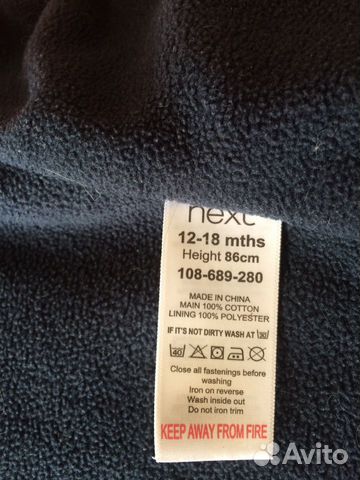 next
12-18 mths
Height 86cm
108-689-280
MADE IN CHINA
MAIN 100% COTTON
LINING 100% POLYESTER
IF IT'S NOT DIRTY WASH AT 30
40
Close all fastenings before
washing
Iron on reverse
Wash inside out
Do not iron trim
KEEP AWAY FROM FIRE
Avito